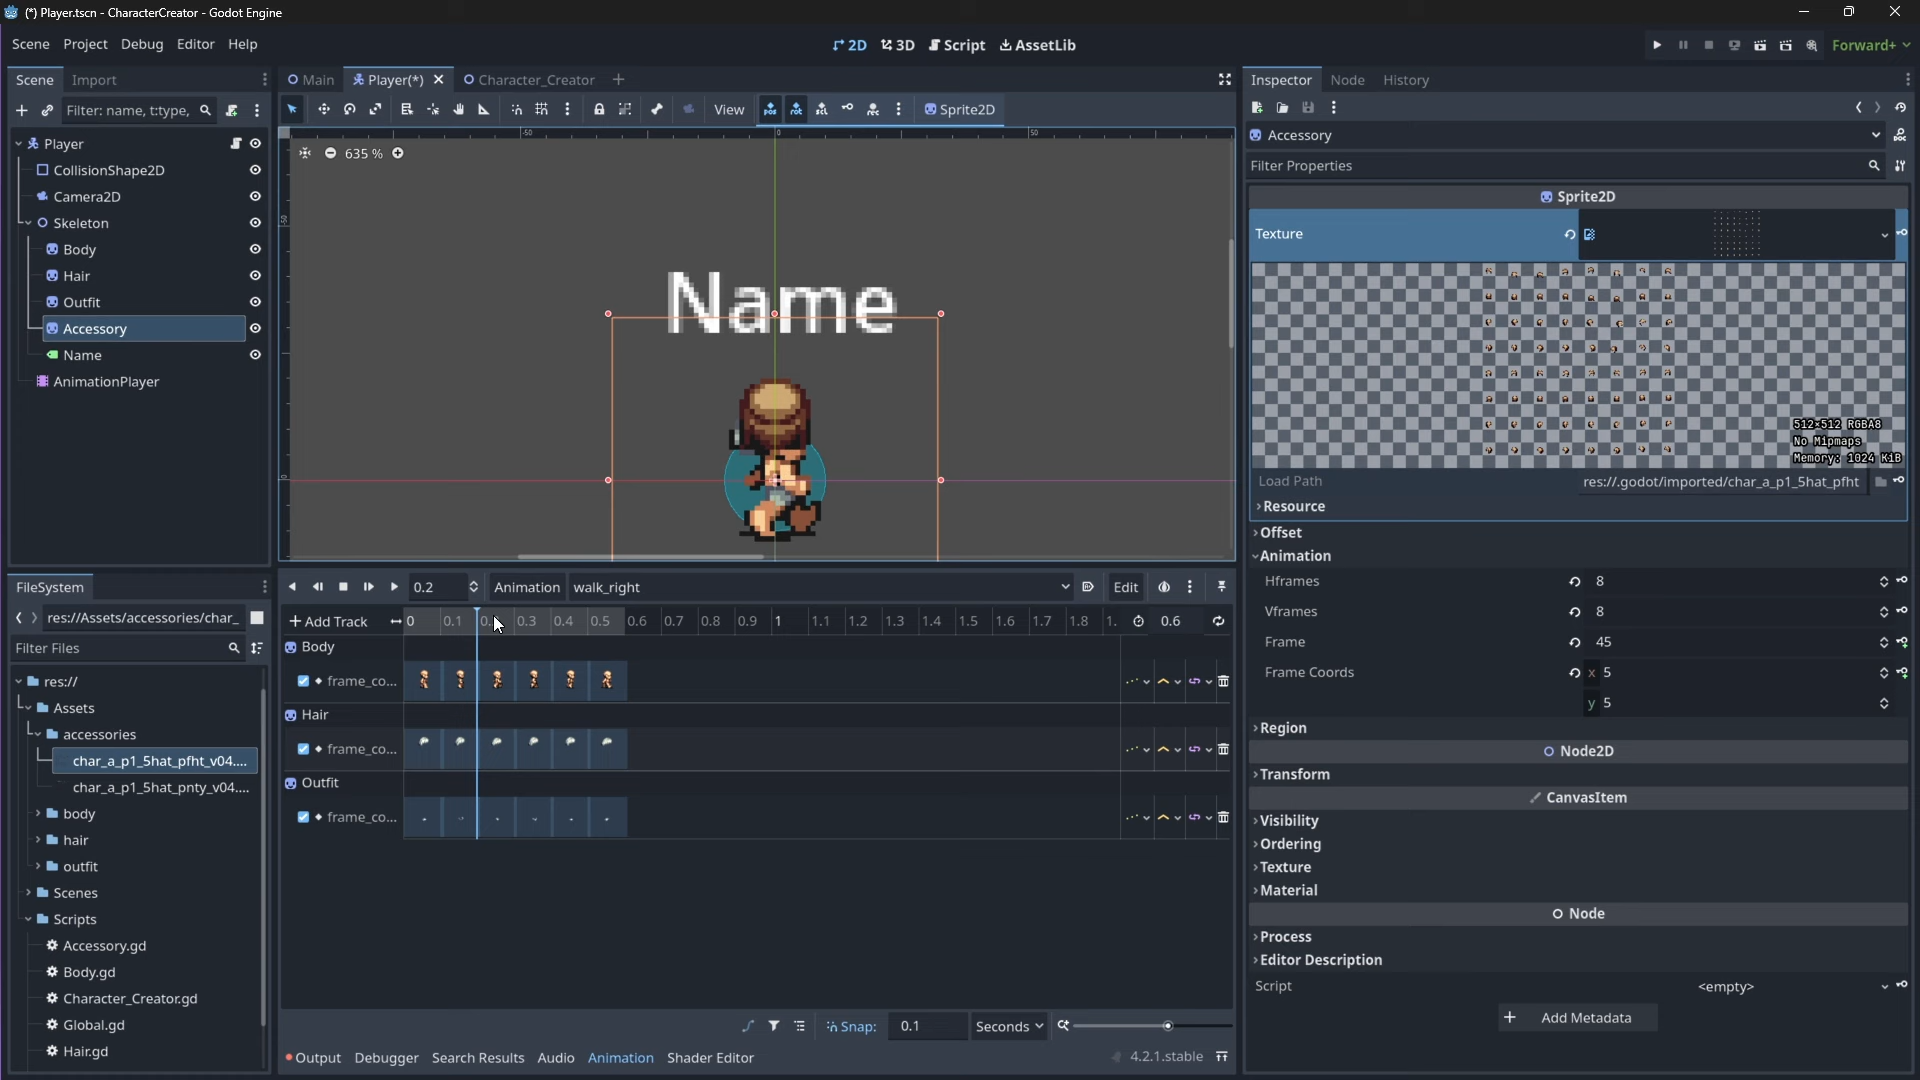 (*) Player.tscn - CharacterCreator - Godot Engine
Scene Project Debug Editor Help
2D 3D Script AssetLib
Forward+
Scene Import
Filter: name, t:type,
Player
CollisionShape2D
Camera2D
Skeleton
Body
Hair
Outfit
Accessory
Name
AnimationPlayer
FileSystem
res://Assets/accessories/char_
Filter Files
res://
Assets
accessories
char_a_p1_5hat_pfht_v04....
char_a_p1_5hat_pnty_v04....
body
hair
outfit
Scenes
Scripts
Accessory.gd
Body.gd
Character_Creator.gd
Global.gd
Hair.gd
Main Player(*) Character_Creator
View Sprite2D
-50 0 50
635 %
-50
0
Name
0.2 Animation walk_right Edit
Add Track 0 0.1 0.3 0.4 0.5 0.6 0.7 0.8 0.9 1 1.1 1.2 1.3 1.4 1.5 1.6 1.7 1.8 1. 0.6
Body
frame_co...
Hair
frame_co...
Outfit
frame_co...
Snap: 0.1 Seconds
Output Debugger Search Results Audio Animation Shader Editor 4.2.1.stable
Inspector Node History
Accessory
Filter Properties
Sprite2D
Texture
512×512 RGBA8
No Mipmaps
Memory: 1024 KiB
Load Path res://.godot/imported/char_a_p1_5hat_pfht
Resource
Offset
Animation
Hframes 8
Vframes 8
Frame 45
Frame Coords x 5
y 5
Region
Node2D
Transform
CanvasItem
Visibility
Ordering
Texture
Material
Node
Process
Editor Description
Script <empty>
Add Metadata